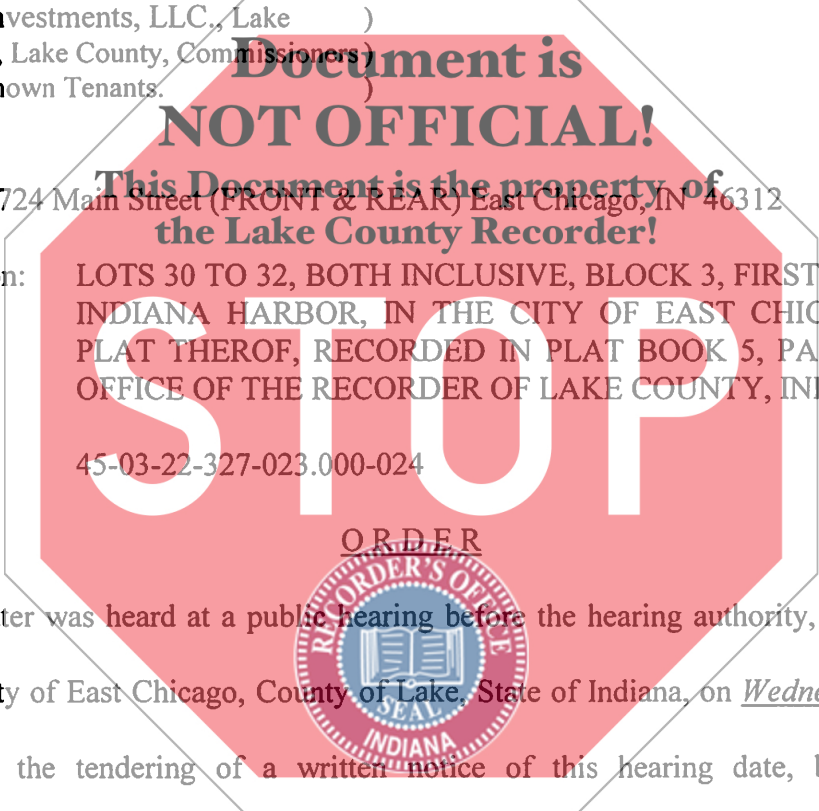 vestments, LLC., Lake )
, Lake County, Commissioners )
nown Tenants. )
Document is
NOT OFFICIAL!
This Document is the property of
724 Main Street (FRONT & REAR) East Chicago, IN 46312
the Lake County Recorder!
n: LOTS 30 TO 32, BOTH INCLUSIVE, BLOCK 3, FIRST
INDIANA HARBOR, IN THE CITY OF EAST CHIC
PLAT THEROF, RECORDED IN PLAT BOOK 5, PA
OFFICE OF THE RECORDER OF LAKE COUNTY, IN
STOP
45-03-22-327-023.000-024
O R D E R
ter was heard at a public hearing before the hearing authority,
ty of East Chicago, County of Lake, State of Indiana, on Wedne
the tendering of a written notice of this hearing date, b
RECORDER'S OFFICE
SEAL
INDIANA